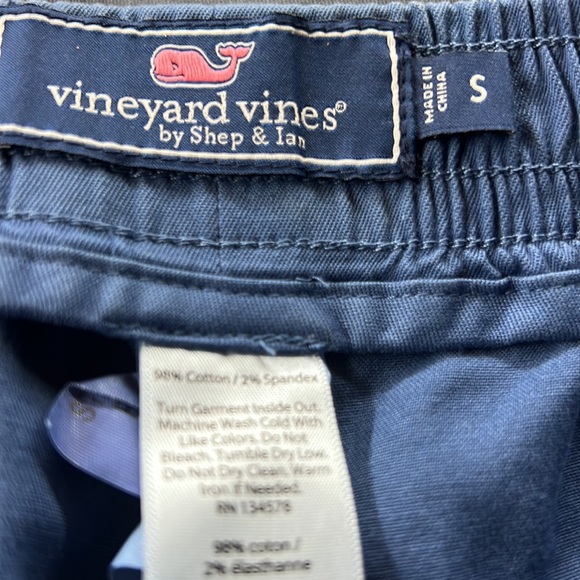 vineyard vines®
by Shep & Ian
MADE IN
CHINA
S
98% Cotton / 2% Spandex
Turn Garment Inside Out.
Machine Wash Cold With
Like Colors. Do Not
Bleach. Tumble Dry Low.
Do Not Dry Clean. Warm
Iron If Needed.
RN 134576
98% coton /
2% élasthanne